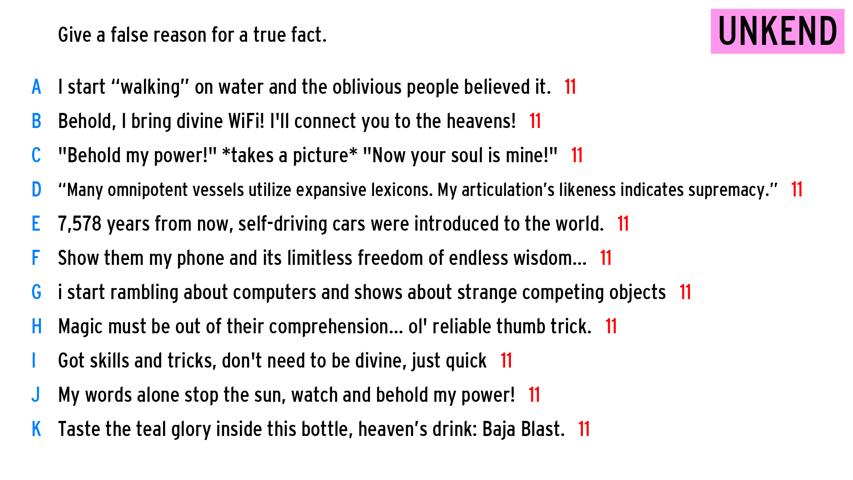 Give a false reason for a true fact.
UNKEND
A I start “walking” on water and the oblivious people believed it. 11
B Behold, I bring divine WiFi! I'll connect you to the heavens! 11
C "Behold my power!" *takes a picture* "Now your soul is mine!" 11
D “Many omnipotent vessels utilize expansive lexicons. My articulation’s likeness indicates supremacy.” 11
E 7,578 years from now, self-driving cars were introduced to the world. 11
F Show them my phone and its limitless freedom of endless wisdom... 11
G i start rambling about computers and shows about strange competing objects 11
H Magic must be out of their comprehension... ol' reliable thumb trick. 11
I Got skills and tricks, don't need to be divine, just quick 11
J My words alone stop the sun, watch and behold my power! 11
K Taste the teal glory inside this bottle, heaven’s drink: Baja Blast. 11